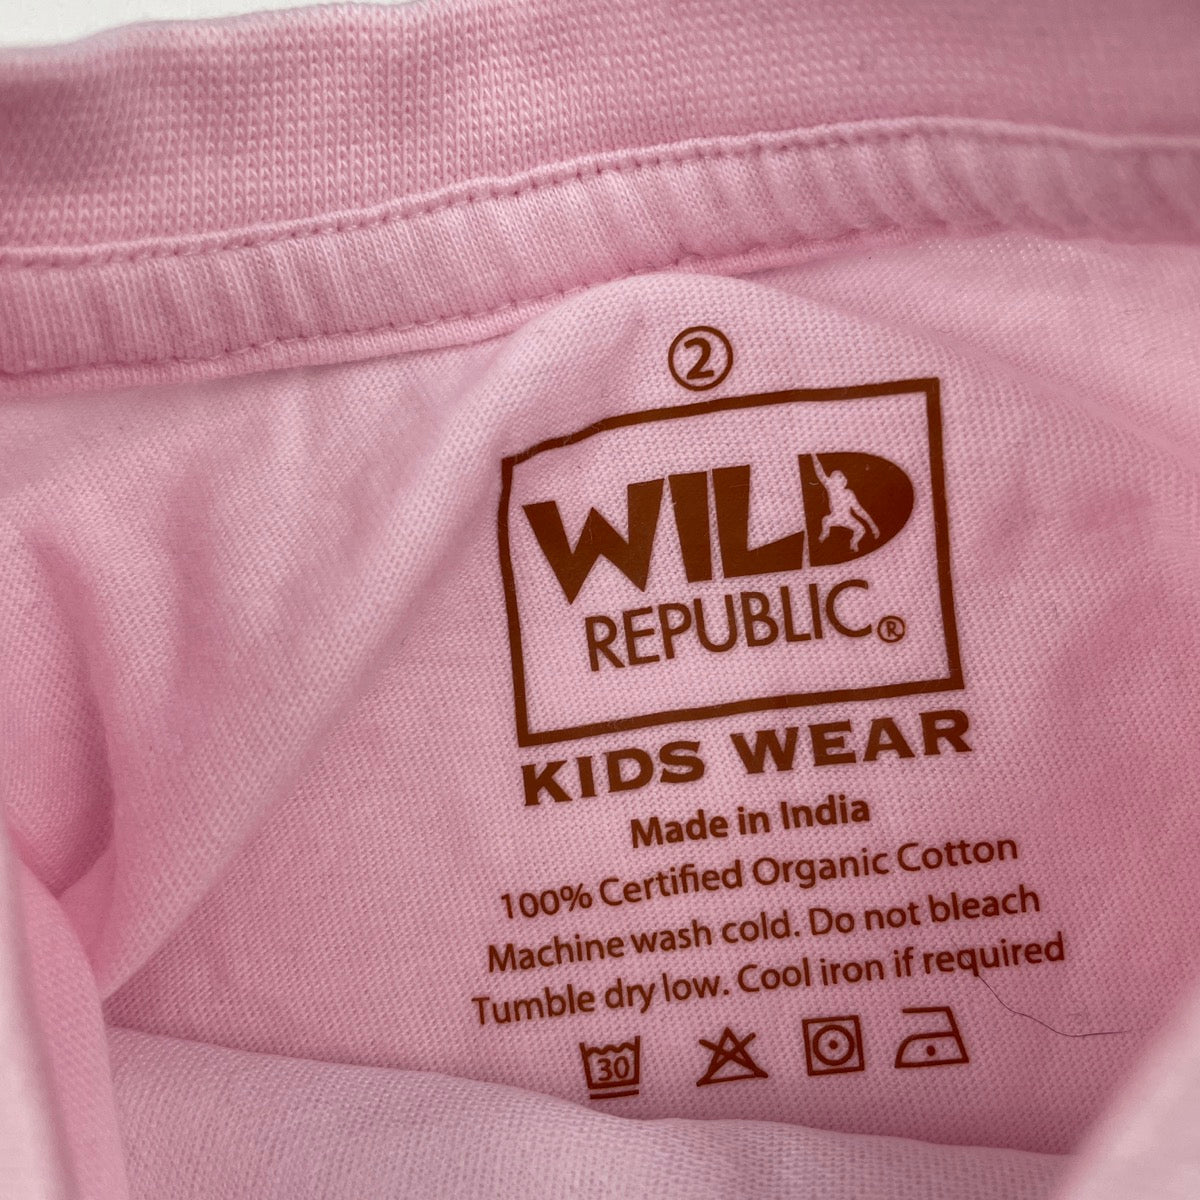 2
WILD
REPUBLIC®
KIDS WEAR
Made in India
100% Certified Organic Cotton
Machine wash cold. Do not bleach
Tumble dry low. Cool iron if required
30